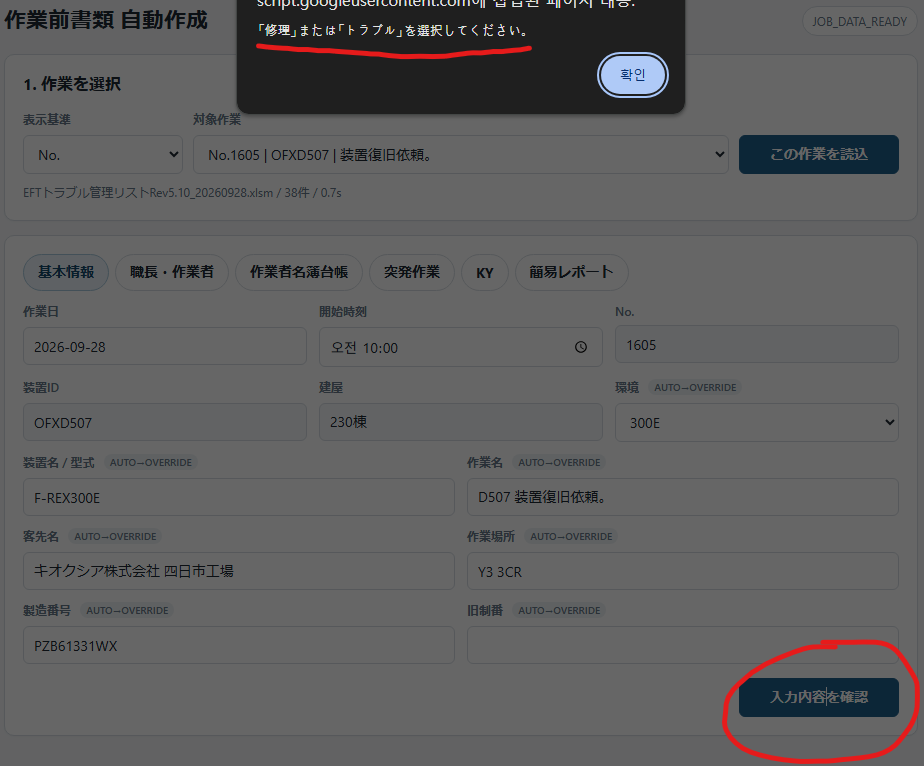 作業前書類 自動作成
script.googleusercontent.com에 삽입된 페이지 내용:
JOB_DATA_READY
「修理」または「トラブル」を選択してください。
확인
1. 作業を選択
表示基準 対象作業
No. No.1605 | OFXD507 | 装置復旧依頼。 この作業を読込
EFTトラブル管理リストRev5.10_20260928.xlsm / 38件 / 0.7s
基本情報 職長・作業者 作業者名簿台帳 突発作業 KY 簡易レポート
作業日 開始時刻 No.
2026-09-28 오전 10:00 1605
装置ID 建屋 環境 AUTO→OVERRIDE
OFXD507 230棟 300E
装置名 / 型式 AUTO→OVERRIDE 作業名 AUTO→OVERRIDE
F-REX300E D507 装置復旧依頼。
客先名 AUTO→OVERRIDE 作業場所 AUTO→OVERRIDE
キオクシア株式会社 四日市工場 Y3 3CR
製造番号 AUTO→OVERRIDE 旧制番 AUTO→OVERRIDE
PZB61331WX
入力内容を確認